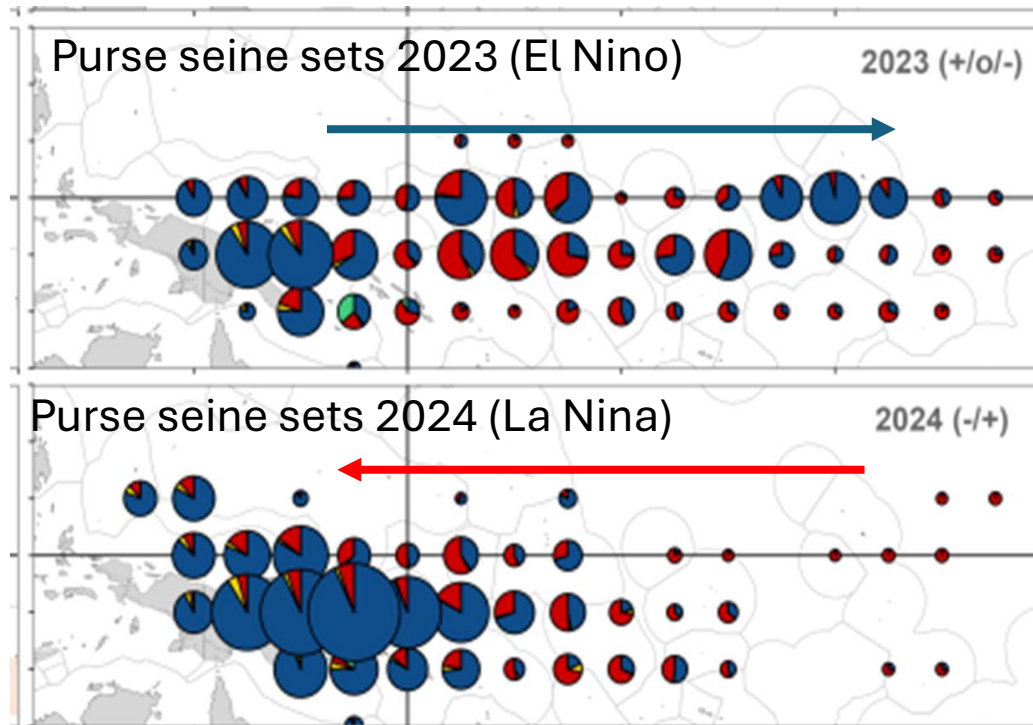 Purse seine sets 2023 (El Nino)
2023 (+/o/-)
Purse seine sets 2024 (La Nina)
2024 (-/+)